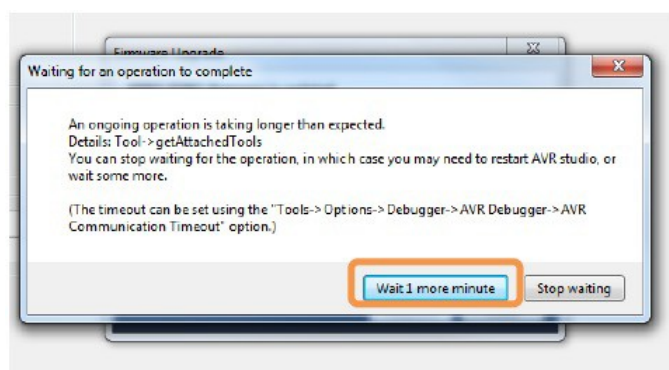 Firmware Upgrade
Waiting for an operation to complete
An ongoing operation is taking longer than expected.
Details: Tool->getAttachedTools
You can stop waiting for the operation, in which case you may need to restart AVR studio, or
wait some more.
(The timeout can be set using the "Tools->Options->Debugger->AVR Debugger->AVR
Communication Timeout" option.)
Wait 1 more minute
Stop waiting